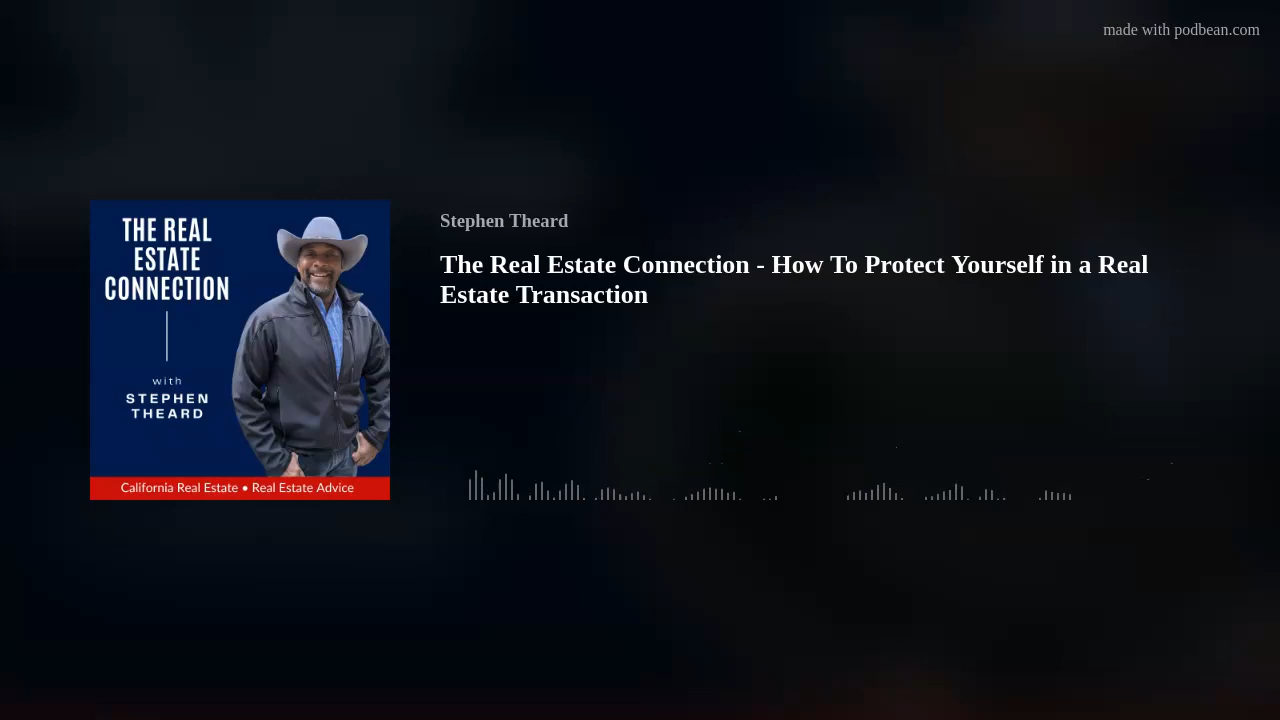 made with podbean.com
THE REAL
ESTATE
CONNECTION
with
STEPHEN
THEARD
California Real Estate • Real Estate Advice
Stephen Theard
The Real Estate Connection - How To Protect Yourself in a Real
Estate Transaction